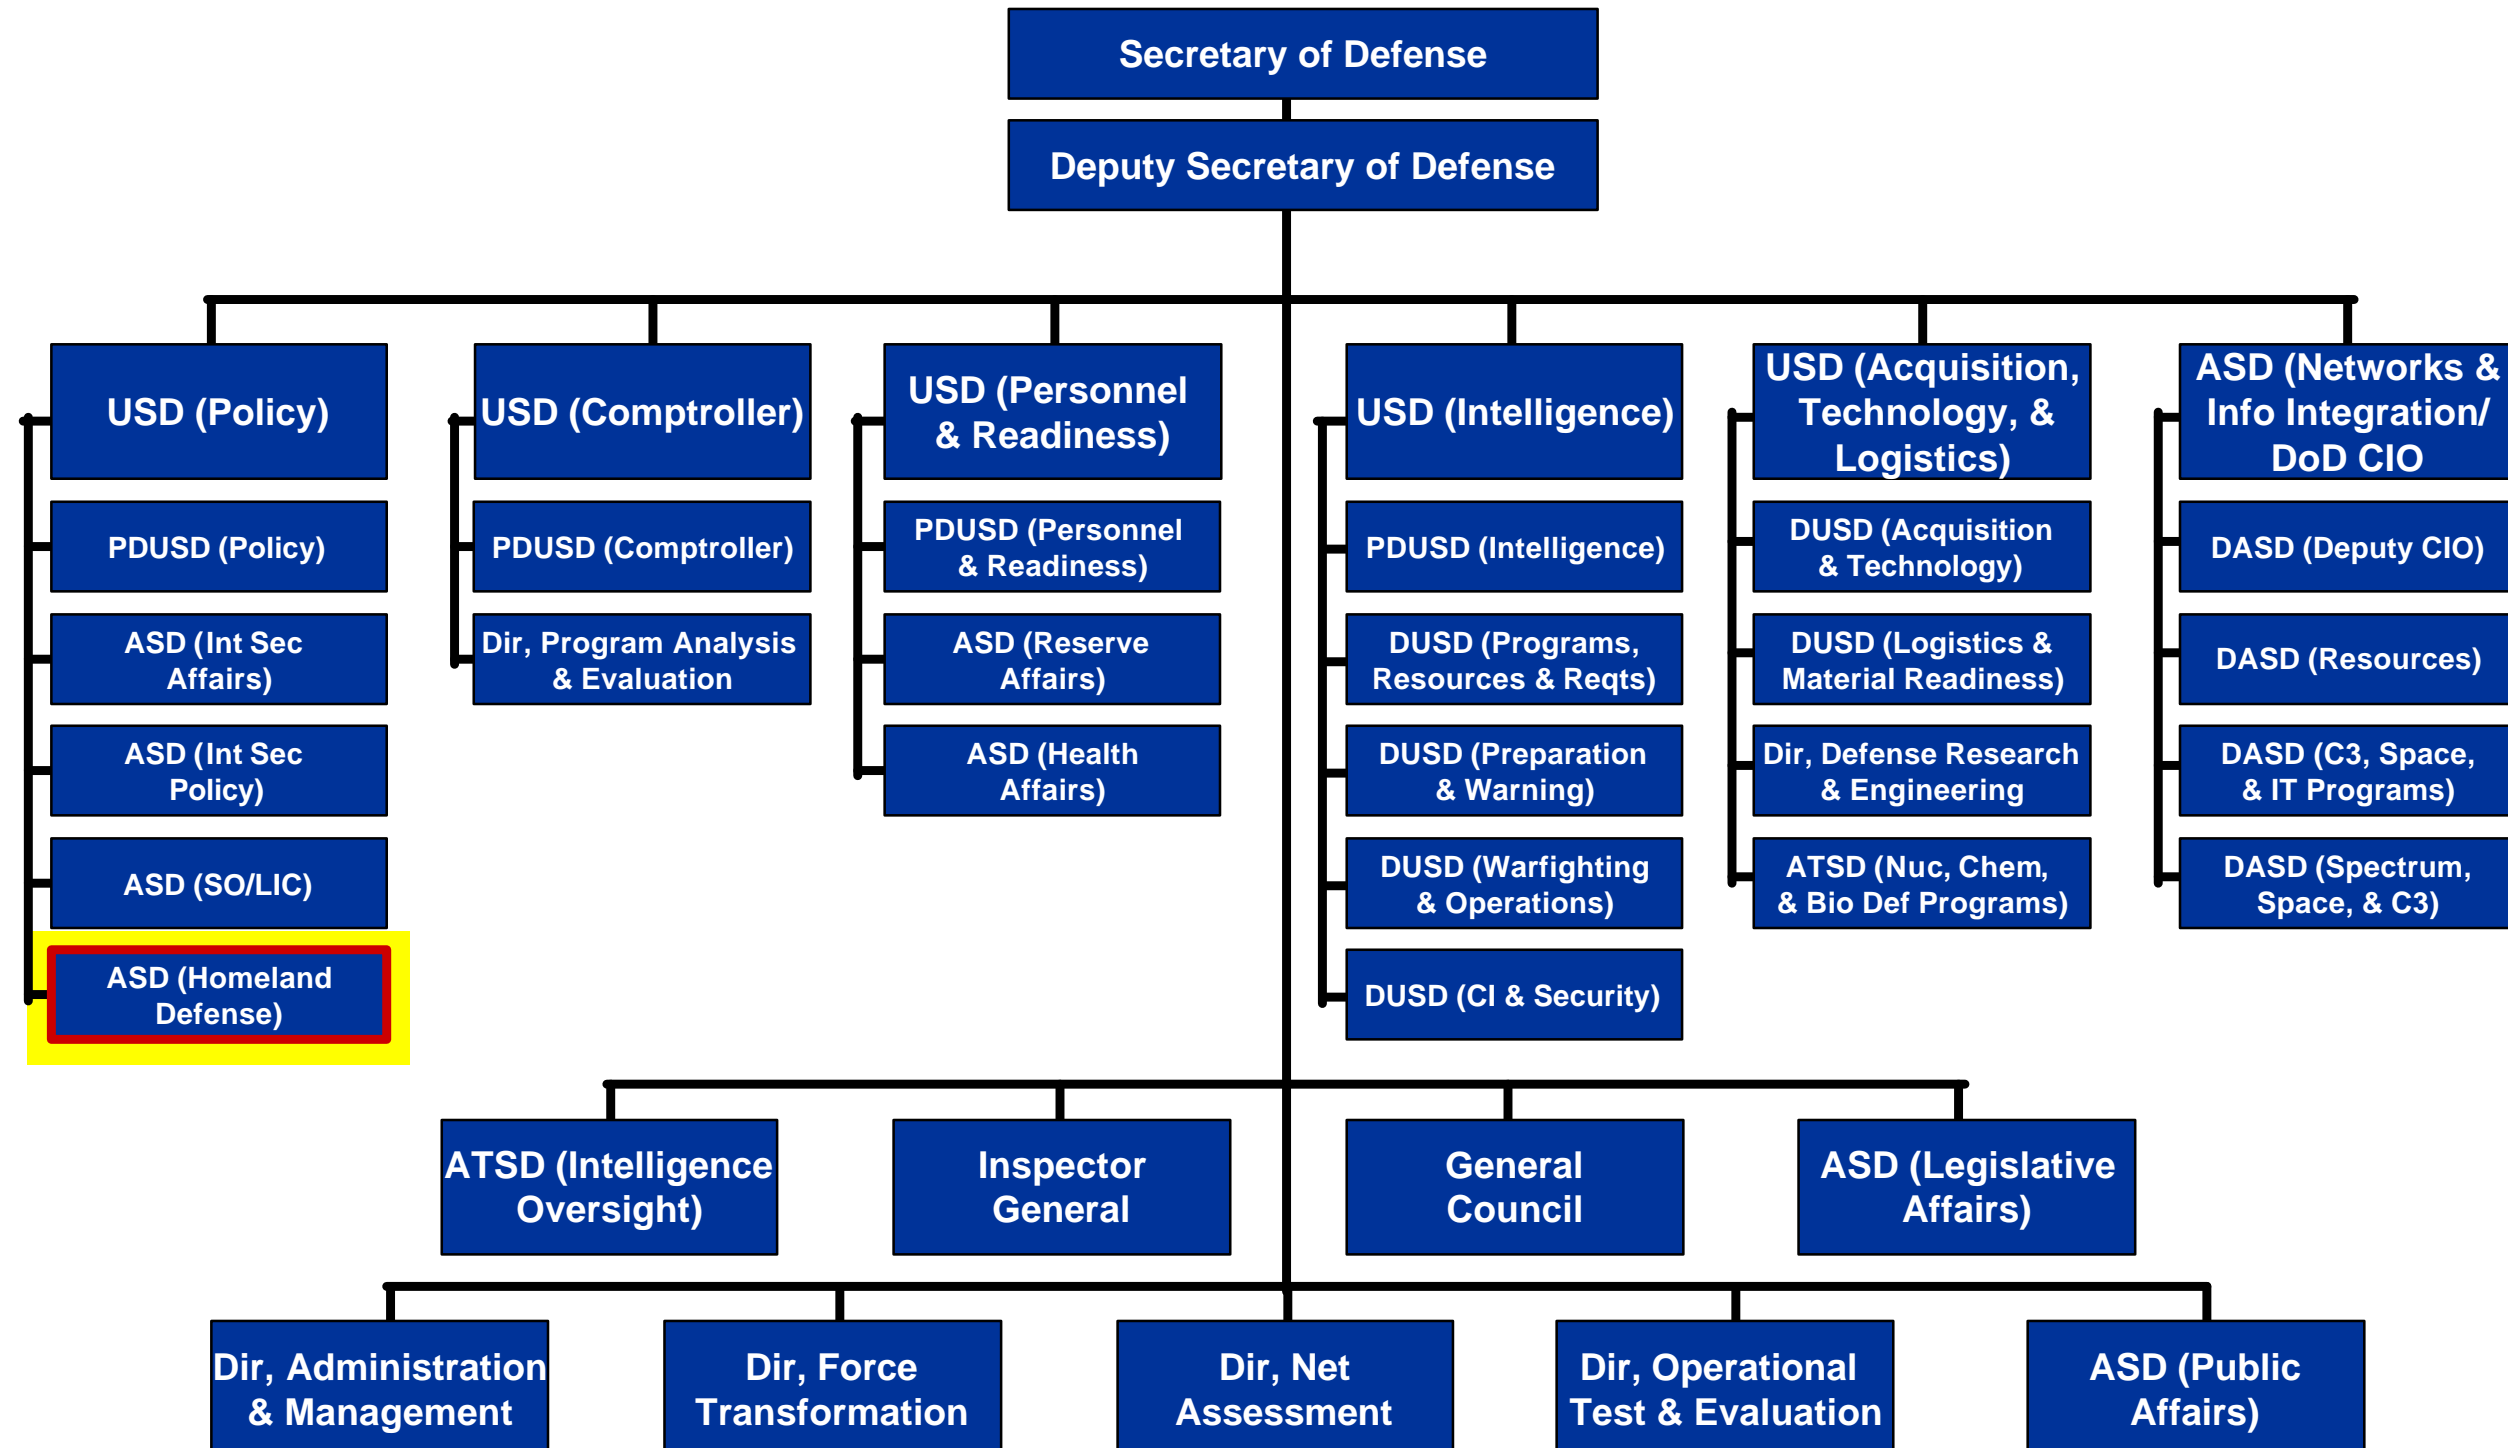 Secretary of Defense
Deputy Secretary of Defense
USD (Policy)
PDUSD (Policy)
ASD (Int Sec
Affairs)
ASD (Int Sec
Policy)
ASD (SO/LIC)
ASD (Homeland
Defense)
USD (Comptroller)
PDUSD (Comptroller)
Dir, Program Analysis
& Evaluation
USD (Personnel
& Readiness)
PDUSD (Personnel
& Readiness)
ASD (Reserve
Affairs)
ASD (Health
Affairs)
USD (Intelligence)
PDUSD (Intelligence)
DUSD (Programs,
Resources & Reqts)
DUSD (Preparation
& Warning)
DUSD (Warfighting
& Operations)
DUSD (CI & Security)
USD (Acquisition,
Technology, &
Logistics)
DUSD (Acquisition
& Technology)
DUSD (Logistics &
Material Readiness)
Dir, Defense Research
& Engineering
ATSD (Nuc, Chem,
& Bio Def Programs)
ASD (Networks &
Info Integration/
DoD CIO
DASD (Deputy CIO)
DASD (Resources)
DASD (C3, Space,
& IT Programs)
DASD (Spectrum,
Space, & C3)
ATSD (Intelligence
Oversight)
Inspector
General
General
Council
ASD (Legislative
Affairs)
Dir, Administration
& Management
Dir, Force
Transformation
Dir, Net
Assessment
Dir, Operational
Test & Evaluation
ASD (Public
Affairs)